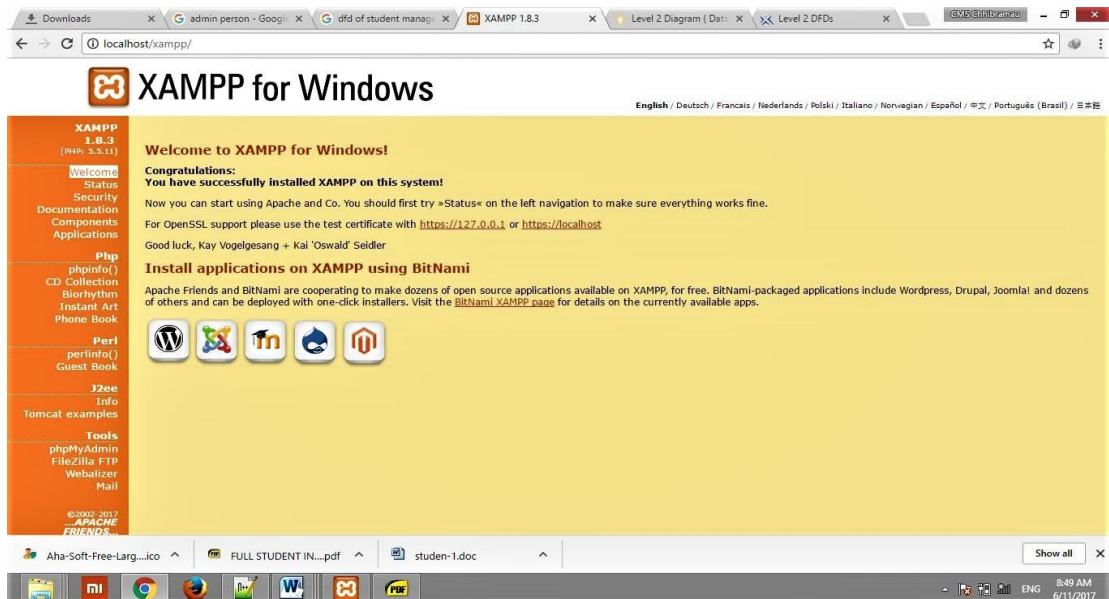 Downloads
admin person - Googl
dfd of student manag
XAMPP 1.8.3
Level 2 Diagram ( Dat
Level 2 DFDs
CMS Chhibramau
localhost/xampp/
XAMPP for Windows
English / Deutsch / Francais / Nederlands / Polski / Italiano / Norwegian / Español / 中文 / Português (Brasil) / 日本語
XAMPP
1.8.3
[PHP: 5.5.11]
Welcome
Status
Security
Documentation
Components
Applications
Php
phpinfo()
CD Collection
Biorhythm
Instant Art
Phone Book
Perl
perlinfo()
Guest Book
J2ee
Info
Tomcat examples
Tools
phpMyAdmin
FileZilla FTP
Webalizer
Mail
©2002-2017
...APACHE
FRIENDS...
Welcome to XAMPP for Windows!
Congratulations:
You have successfully installed XAMPP on this system!
Now you can start using Apache and Co. You should first try »Status« on the left navigation to make sure everything works fine.
For OpenSSL support please use the test certificate with https://127.0.0.1 or https://localhost
Good luck, Kay Vogelgesang + Kai 'Oswald' Seidler
Install applications on XAMPP using BitNami
Apache Friends and BitNami are cooperating to make dozens of open source applications available on XAMPP, for free. BitNami-packaged applications include Wordpress, Drupal, Joomla! and dozens
of others and can be deployed with one-click installers. Visit the BitNami XAMPP page for details on the currently available apps.
Aha-Soft-Free-Larg....ico
FULL STUDENT IN....pdf
studen-1.doc
Show all
ENG
8:49 AM
6/11/2017